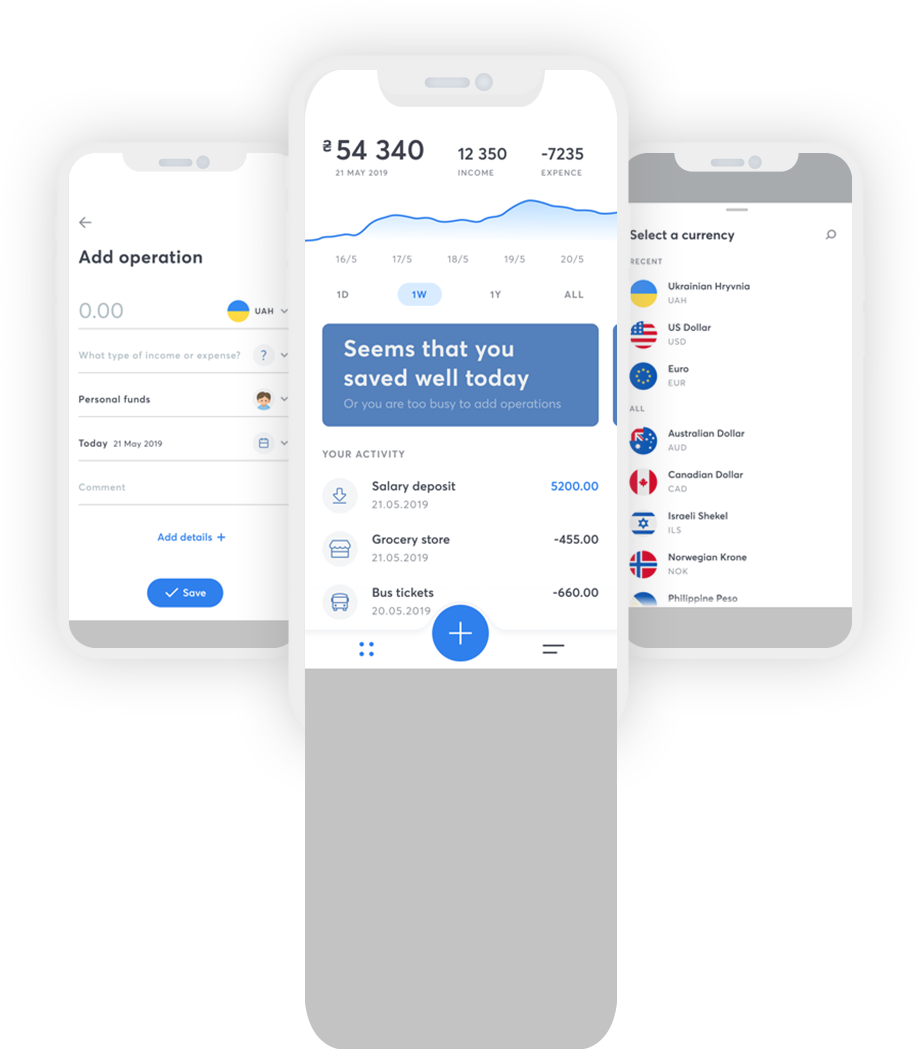 Add operation
0.00
UAH
What type of income or expense?
?
Personal funds
Today 21 May 2019
Comment
Add details +
Save
₴ 54 340
21 MAY 2019
12 350
INCOME
-7235
EXPENCE
16/5 17/5 18/5 19/5 20/5
1D 1W 1Y ALL
Seems that you
saved well today
Or you are too busy to add operations
YOUR ACTIVITY
Salary deposit 5200.00
21.05.2019
Grocery store -455.00
21.05.2019
Bus tickets -660.00
20.05.2019
Select a currency
RECENT
Ukrainian Hryvnia
UAH
US Dollar
USD
Euro
EUR
ALL
Australian Dollar
AUD
Canadian Dollar
CAD
Israeli Shekel
ILS
Norwegian Krone
NOK
Philippine Peso